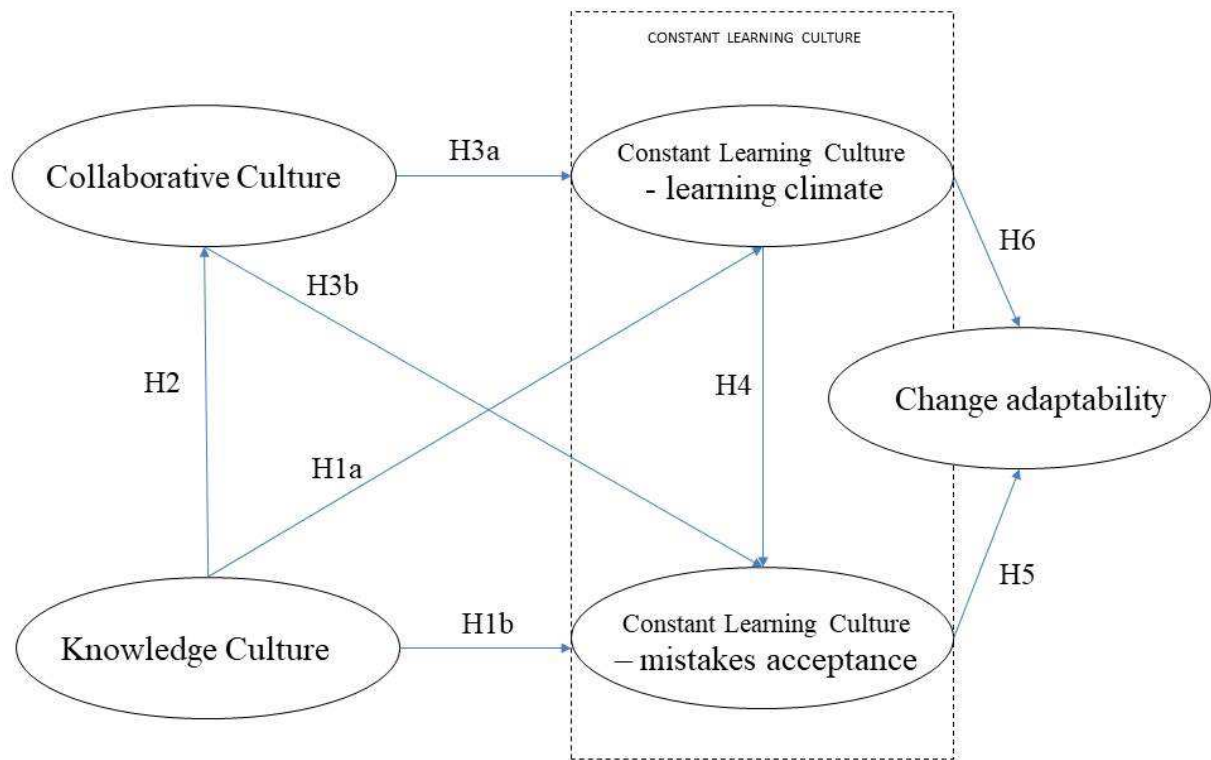 CONSTANT LEARNING CULTURE
Collaborative Culture
H3a
Constant Learning Culture
- learning climate
H6
H3b
H2
H4
Change adaptability
H1a
H5
Knowledge Culture
H1b
Constant Learning Culture
– mistakes acceptance